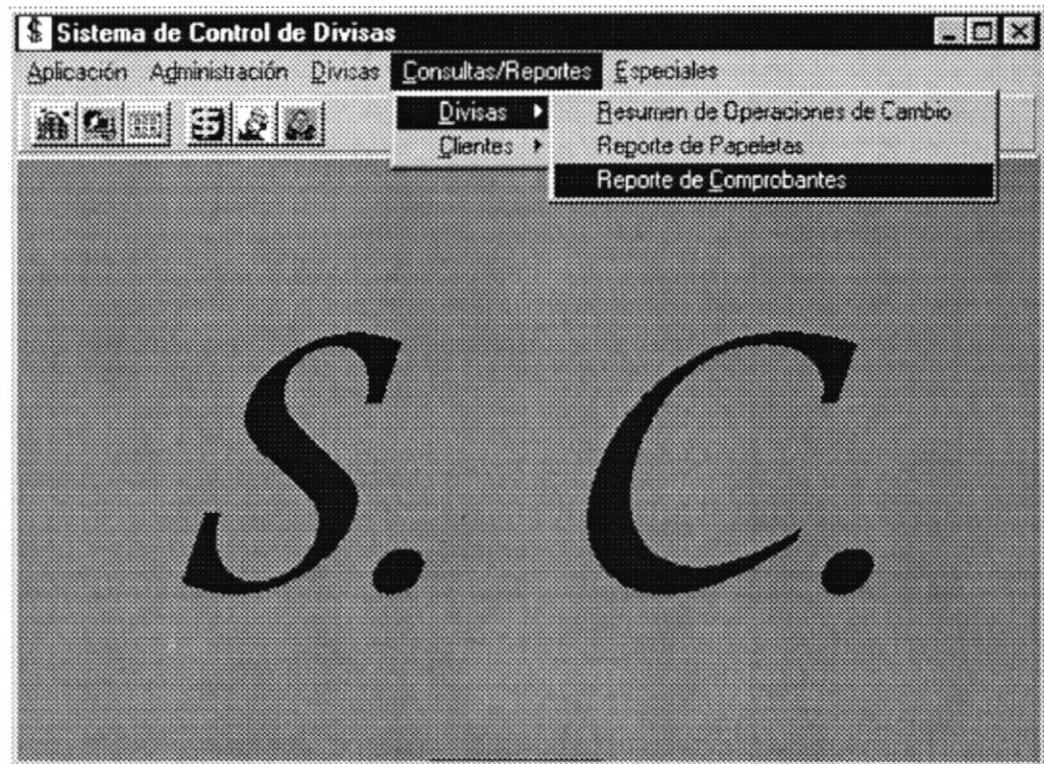 Sistema de Control de Divisas
Aplicación Administración Divisas Consultas/Reportes Especiales
Divisas
Clientes
Resumen de Operaciones de Cambio
Reporte de Papeletas
Reporte de Comprobantes
S. C.